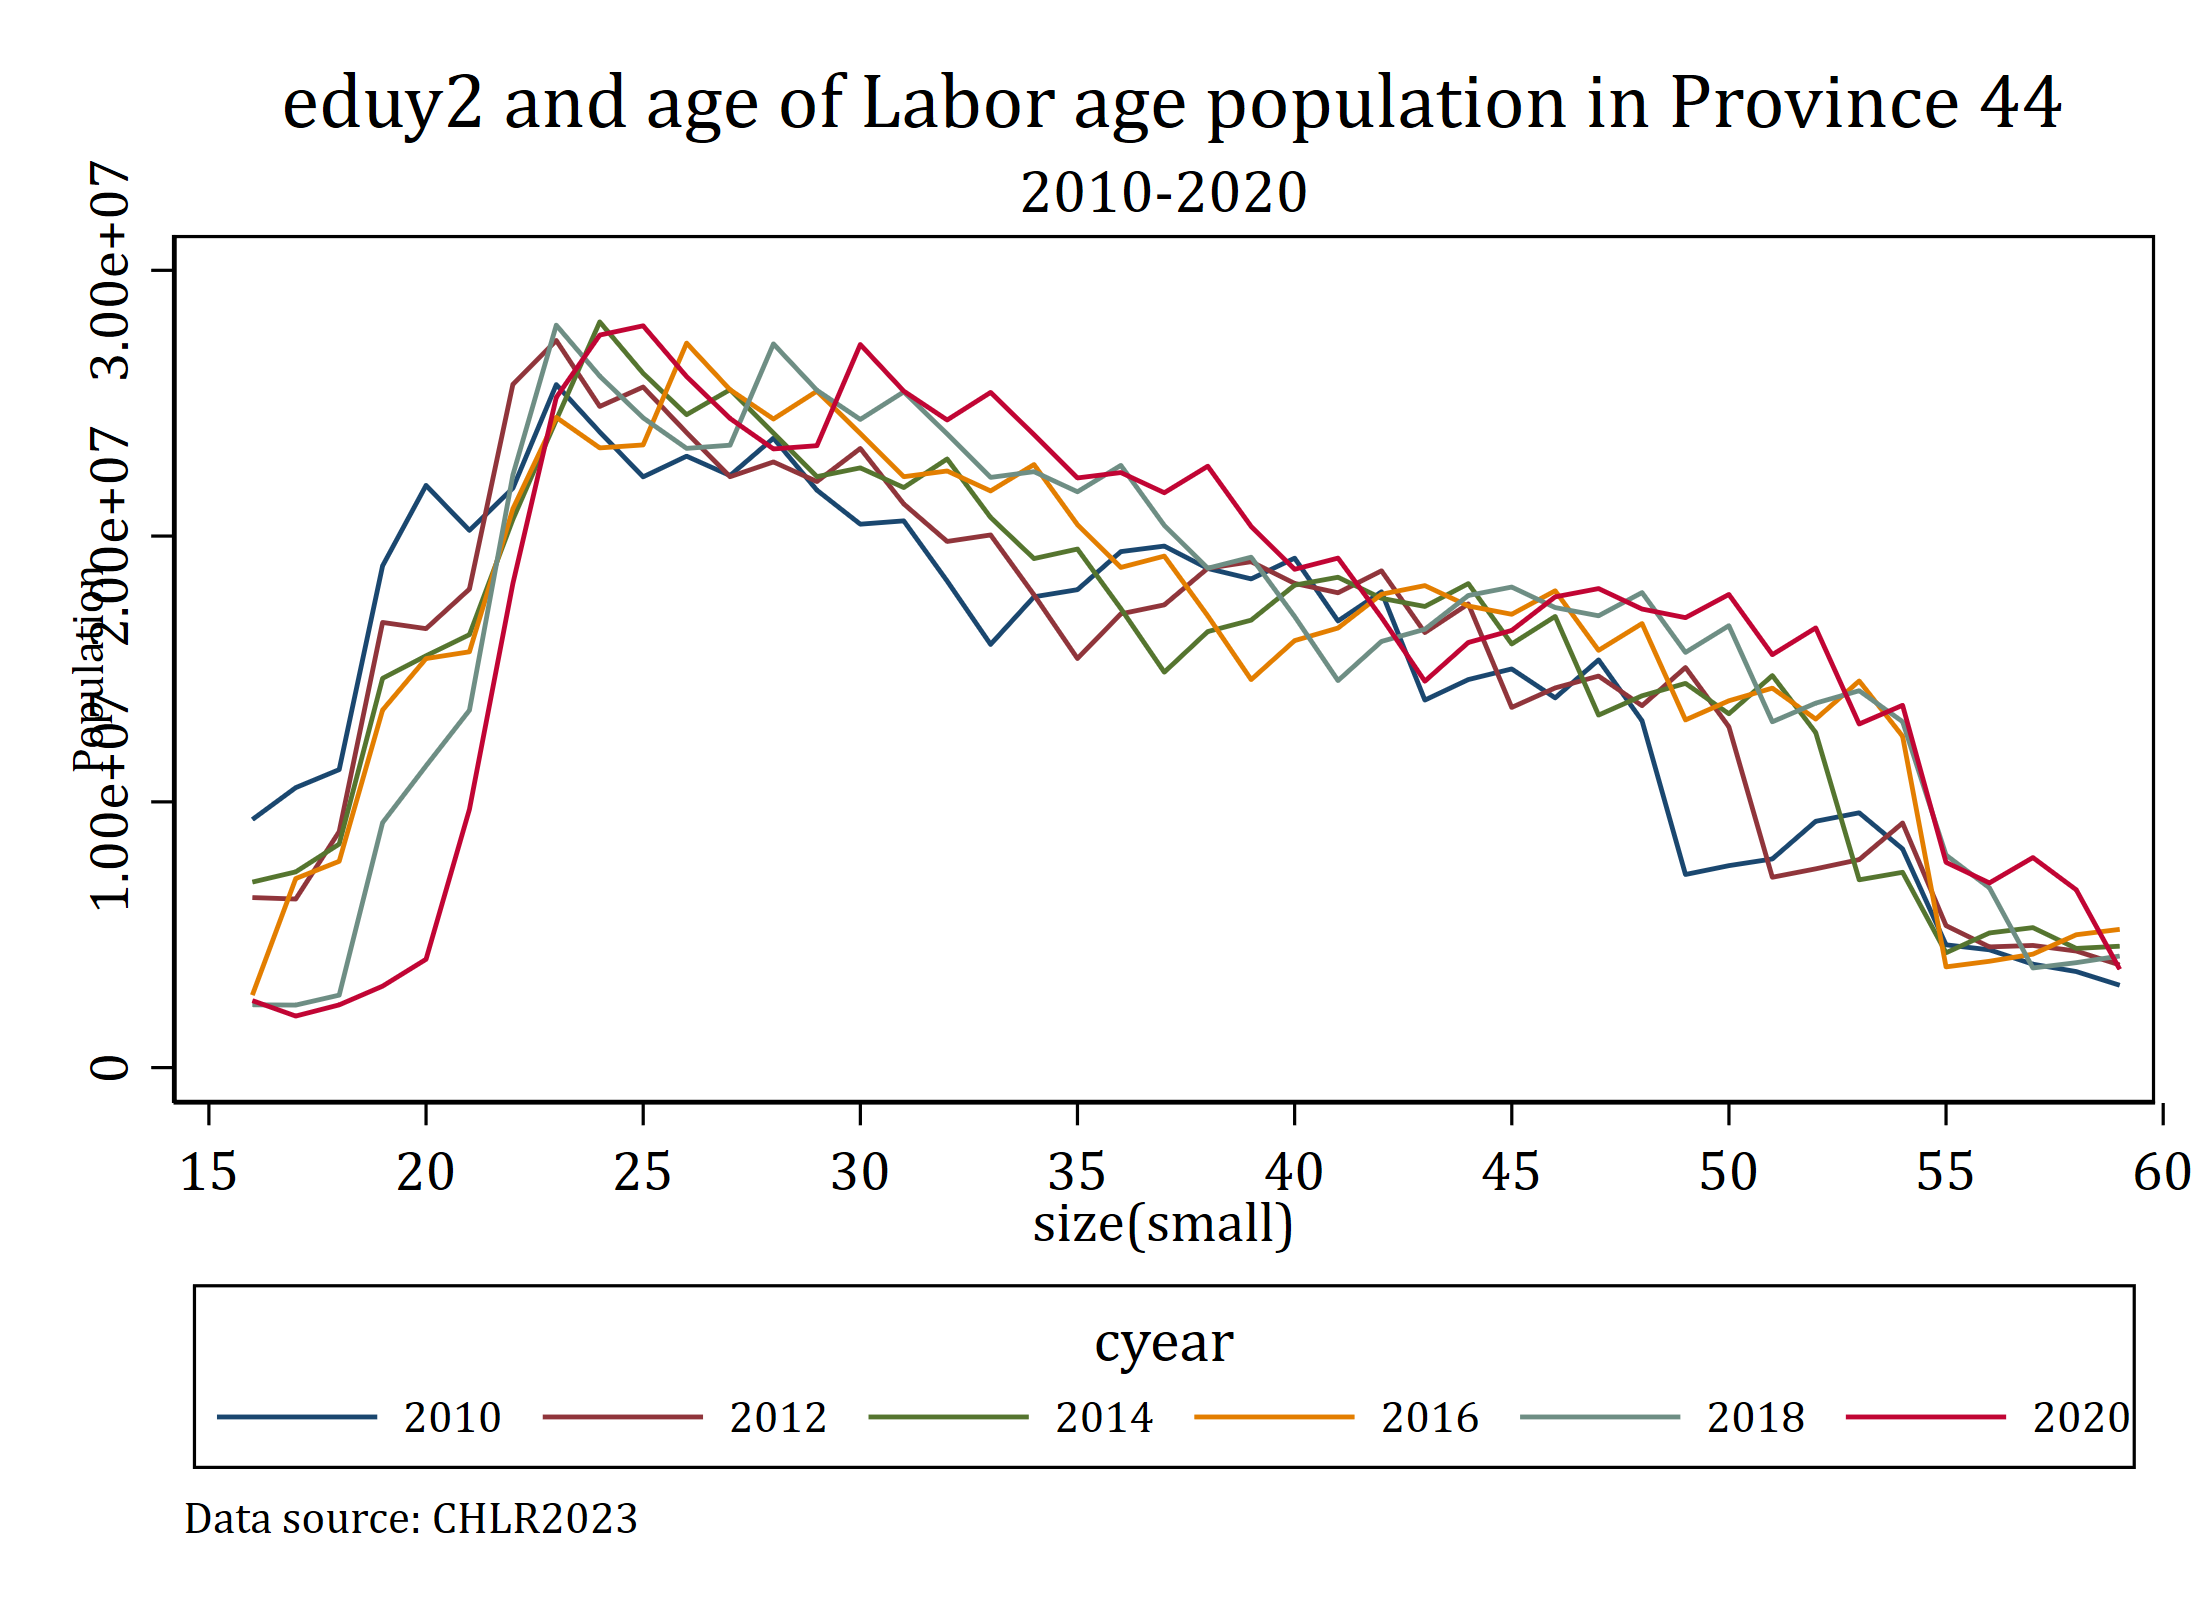 eduy2 and age of Labor age population in Province 44
2010-2020
Population
3.00e+07
2.00e+07
1.00e+07
0
15 20 25 30 35 40 45 50 55 60
size(small)
cyear
2010 2012 2014 2016 2018 2020
Data source: CHLR2023